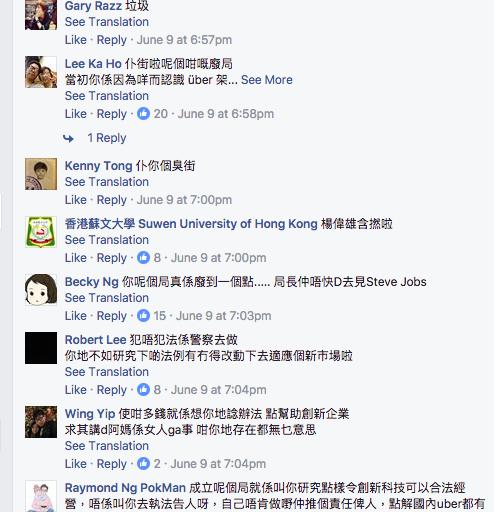 Gary Razz 垃圾
See Translation
Like · Reply · June 9 at 6:57pm
Lee Ka Ho 仆街啦呢個咁嘅廢局
當初你係因為咩而認識 über 架... See More
See Translation
Like · Reply · 20 · June 9 at 6:58pm
1 Reply
Kenny Tong 仆你個臭街
See Translation
Like · Reply · June 9 at 7:00pm
香港蘇文大學 Suwen University of Hong Kong 楊偉雄含撚啦
See Translation
Like · Reply · 8 · June 9 at 7:00pm
Becky Ng 你呢個局真係廢到一個點..... 局長仲唔快D去見Steve Jobs
See Translation
Like · Reply · 15 · June 9 at 7:03pm
Robert Lee 犯唔犯法係警察去做
你地不如研究下啲法例有冇得改動下去適應個新市場啦
See Translation
Like · Reply · 8 · June 9 at 7:04pm
Wing Yip 使咁多錢就係想你地諗辦法 點幫助創新企業
求其講d阿媽係女人ga事 咁你地存在都無乜意思
See Translation
Like · Reply · 2 · June 9 at 7:04pm
Raymond Ng PokMan 成立呢個局就係叫你研究點樣令創新科技可以合法經
營，唔係叫你去執法告人呀，自己唔肯做嘢仲推個責任俾人，點解國內uber都有